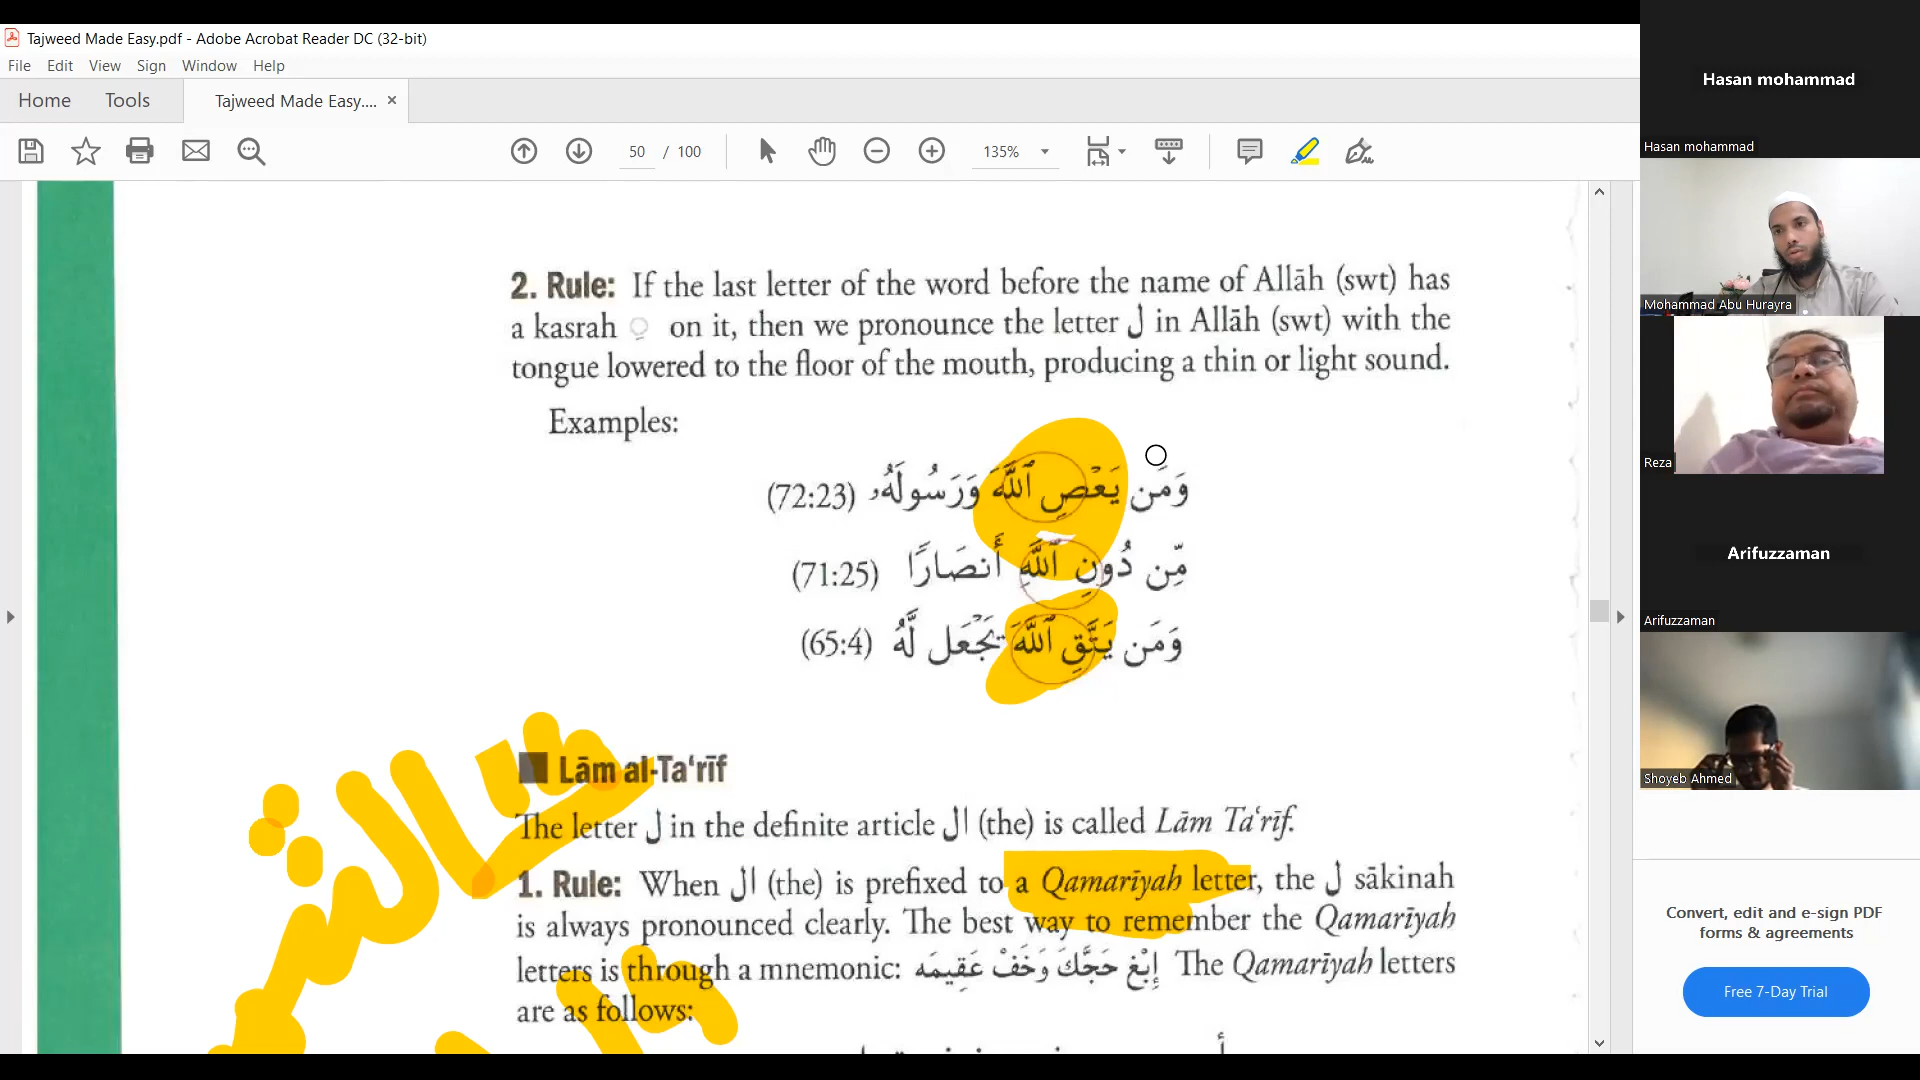 Tajweed Made Easy.pdf - Adobe Acrobat Reader DC (32-bit)
File Edit View Sign Window Help
Home Tools Tajweed Made Easy.... ×
50 / 100 135%
2. Rule: If the last letter of the word before the name of Allāh (swt) has
a kasrah on it, then we pronounce the letter ل in Allāh (swt) with the
tongue lowered to the floor of the mouth, producing a thin or light sound.
Examples:
وَمَن يَعْصِ ٱللَّهَ وَرَسُولَهُۥ (72:23)
مِّن دُونِ ٱللَّهِ أَنصَارًا (71:25)
وَمَن يَتَّقِ ٱللَّهَ يَجْعَل لَّهُ (65:4)
Lām al-Ta‘rīf
The letter ل in the definite article ال (the) is called Lām Ta‘rīf.
1. Rule: When ال (the) is prefixed to a Qamarīyah letter, the ل sākinah
is always pronounced clearly. The best way to remember the Qamarīyah
letters is through a mnemonic: إِبْغِ حَجَّكَ وَخَفْ عَقِيمَه The Qamarīyah letters
are as follows:
Hasan mohammad
Hasan mohammad
Mohammad Abu Hurayra
Reza
Arifuzzaman
Arifuzzaman
Shoyeb Ahmed
Convert, edit and e-sign PDF
forms & agreements
Free 7-Day Trial